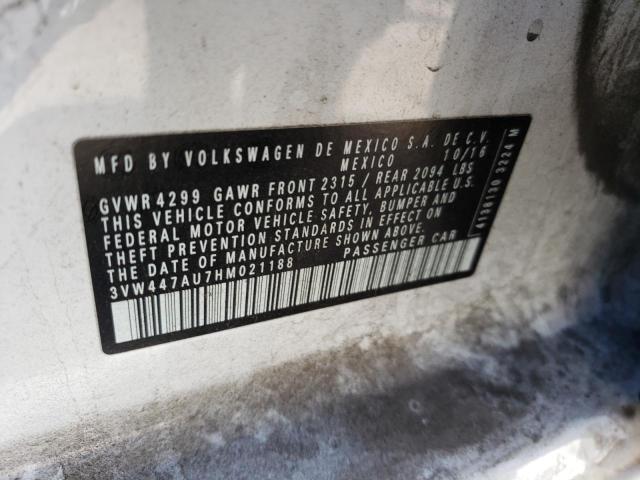 MFD BY VOLKSWAGEN DE MEXICO S.A. DE C.V.
MEXICO 10/16
GVWR 4299 GAWR FRONT 2315 / REAR 2094 LBS
THIS VEHICLE CONFORMS TO ALL APPLICABLE U.S.
FEDERAL MOTOR VEHICLE SAFETY, BUMPER AND
THEFT PREVENTION STANDARDS IN EFFECT ON
THE DATE OF MANUFACTURE SHOWN ABOVE.
3VW447AU7HM021188 PASSENGER CAR
4136130 3224 M